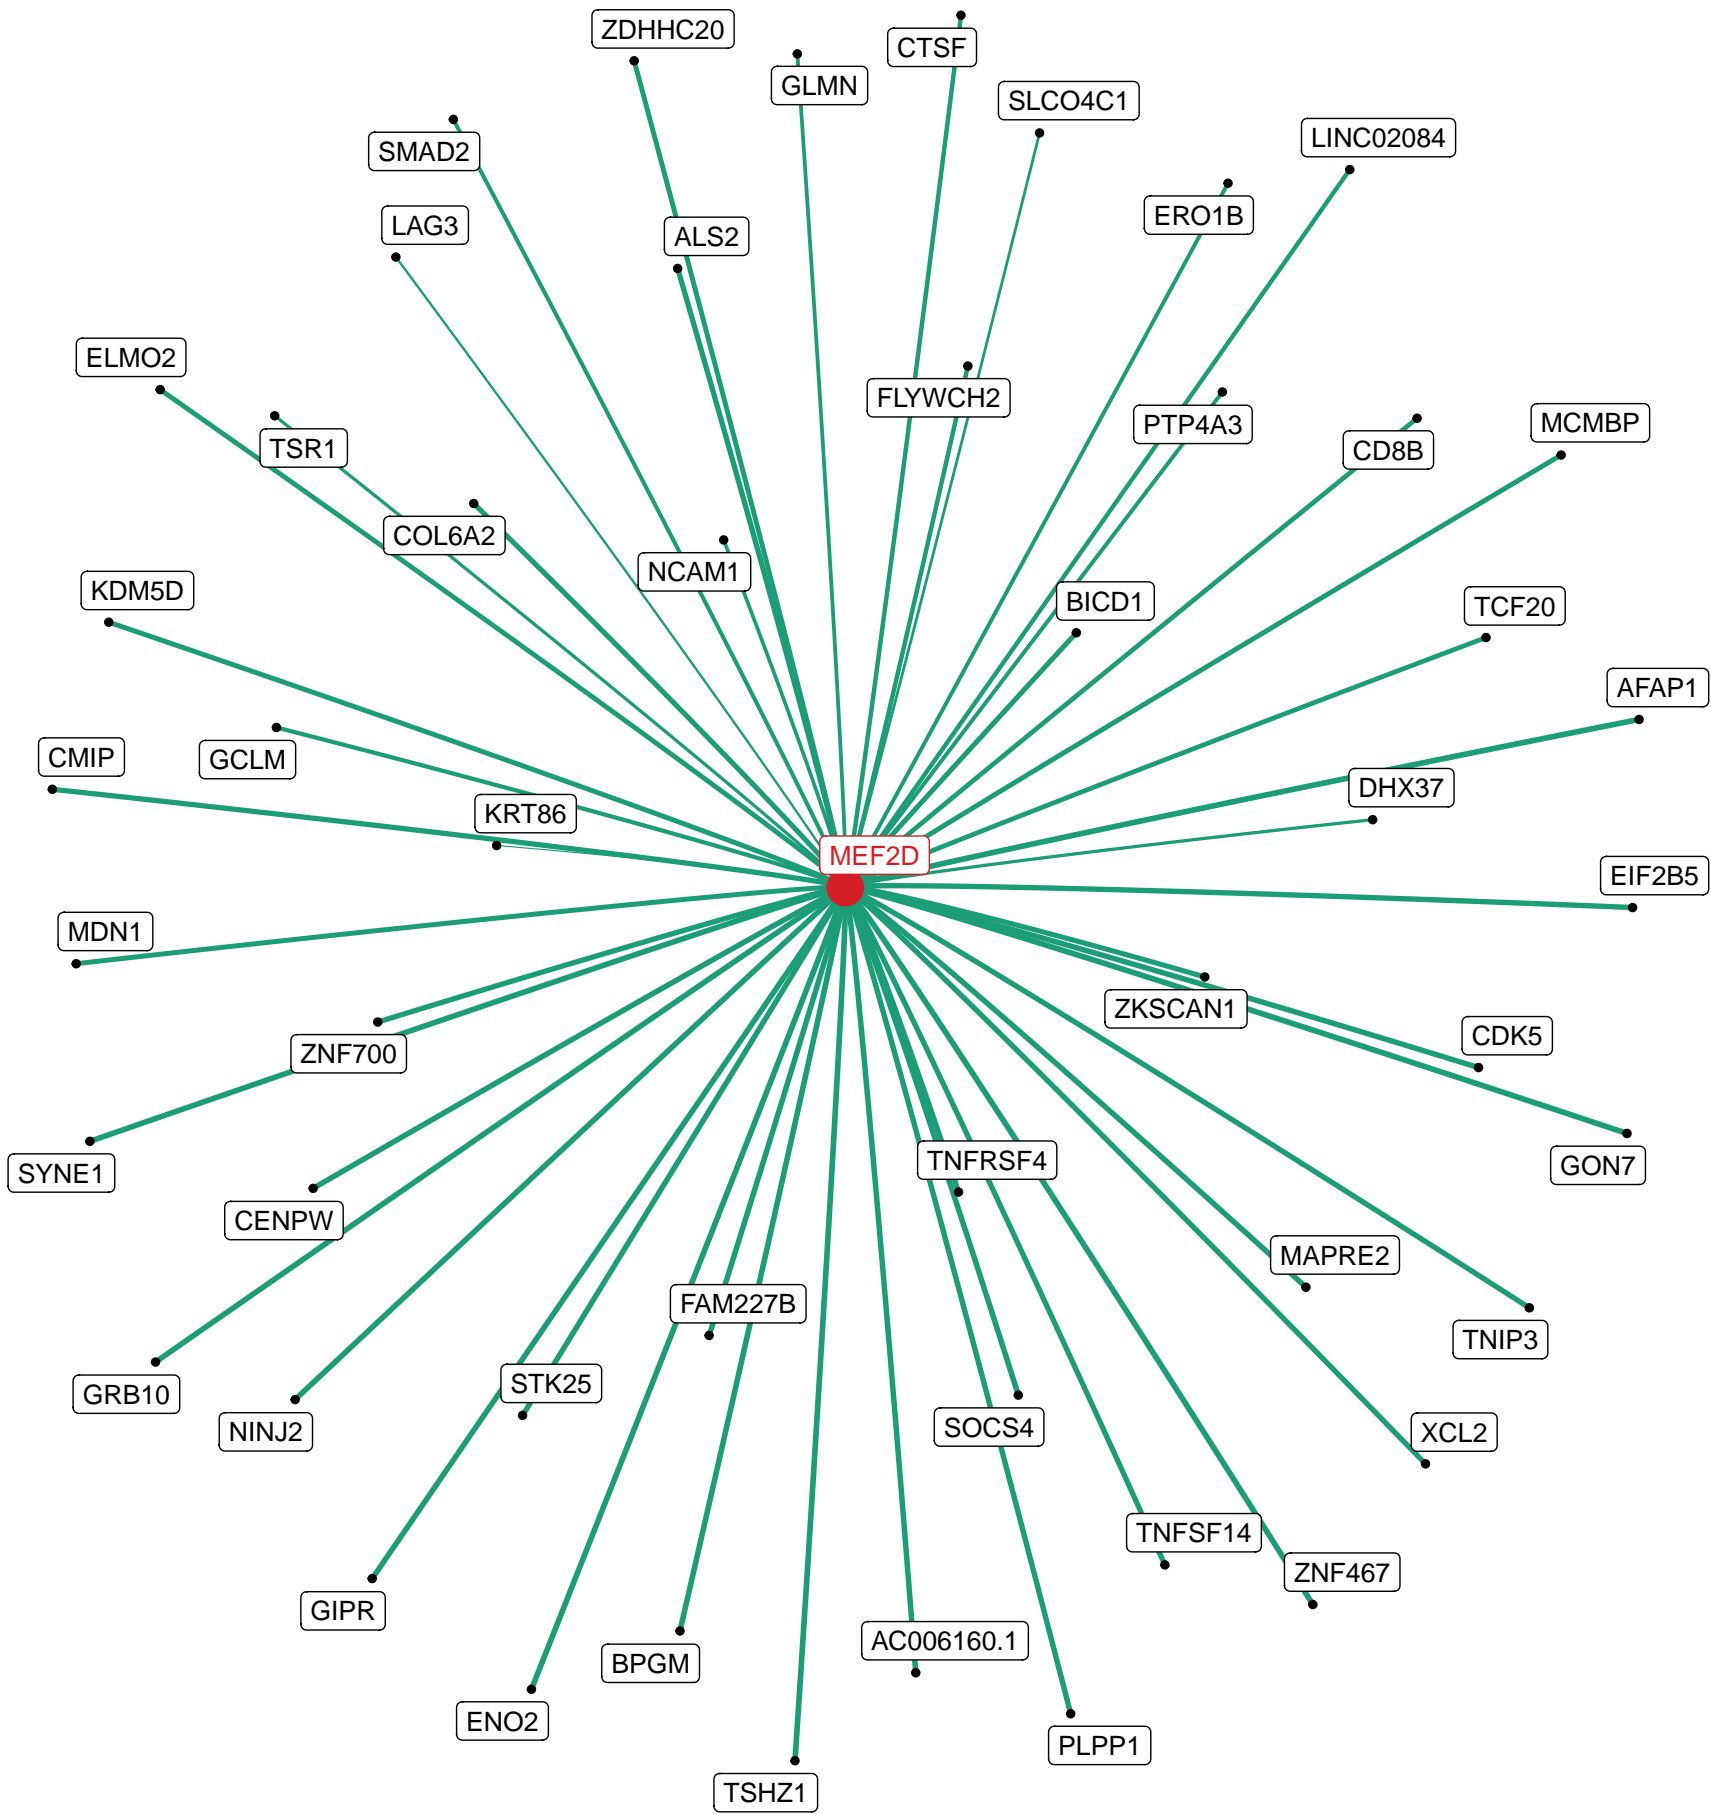 ZDHHC20
CTSF
GLMN
SLCO4C1
LINC02084
SMAD2
ERO1B
LAG3
ALS2
ELMO2
FLYWCH2
MCMBP
PTP4A3
TSR1
CD8B
COL6A2
NCAM1
KDM5D
BICD1
TCF20
AFAP1
CMIP
GCLM
DHX37
KRT86
MEF2D
EIF2B5
MDN1
ZKSCAN1
CDK5
ZNF700
TNFRSF4
GON7
SYNE1
CENPW
MAPRE2
FAM227B
TNIP3
STK25
GRB10
SOCS4
NINJ2
XCL2
TNFSF14
ZNF467
GIPR
AC006160.1
BPGM
ENO2
PLPP1
TSHZ1